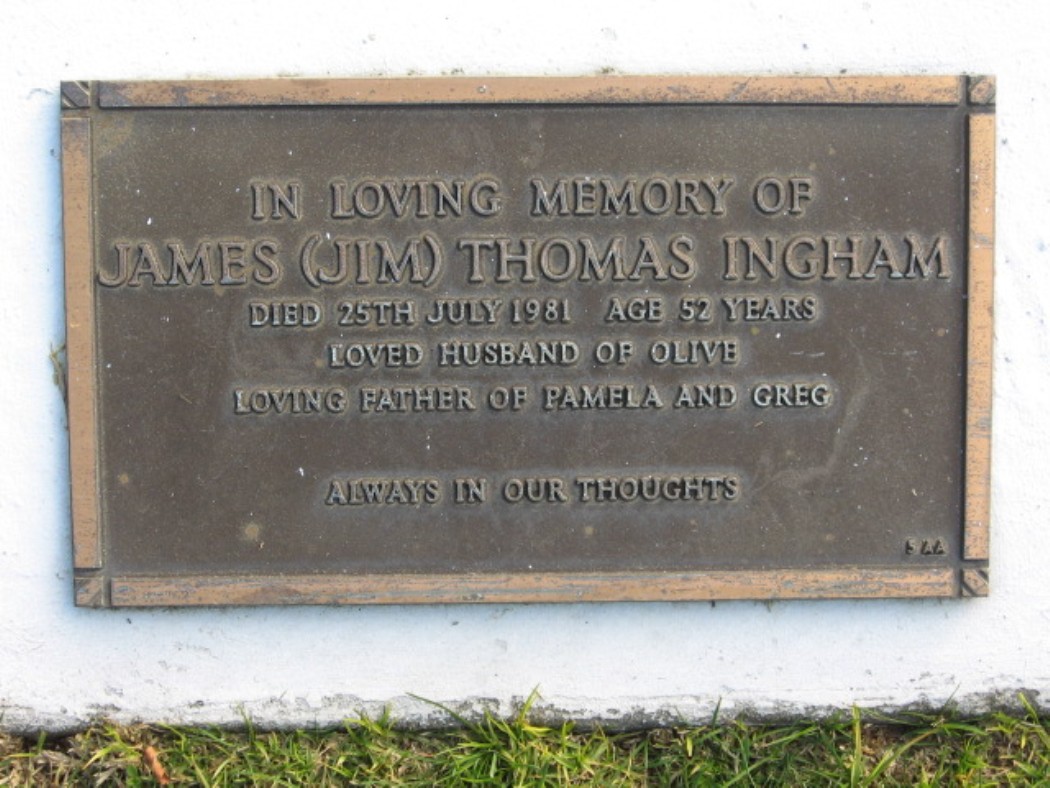 IN LOVING MEMORY OF
JAMES (JIM) THOMAS INGHAM
DIED 25TH JULY 1981 AGE 52 YEARS
LOVED HUSBAND OF OLIVE
LOVING FATHER OF PAMELA AND GREG
ALWAYS IN OUR THOUGHTS